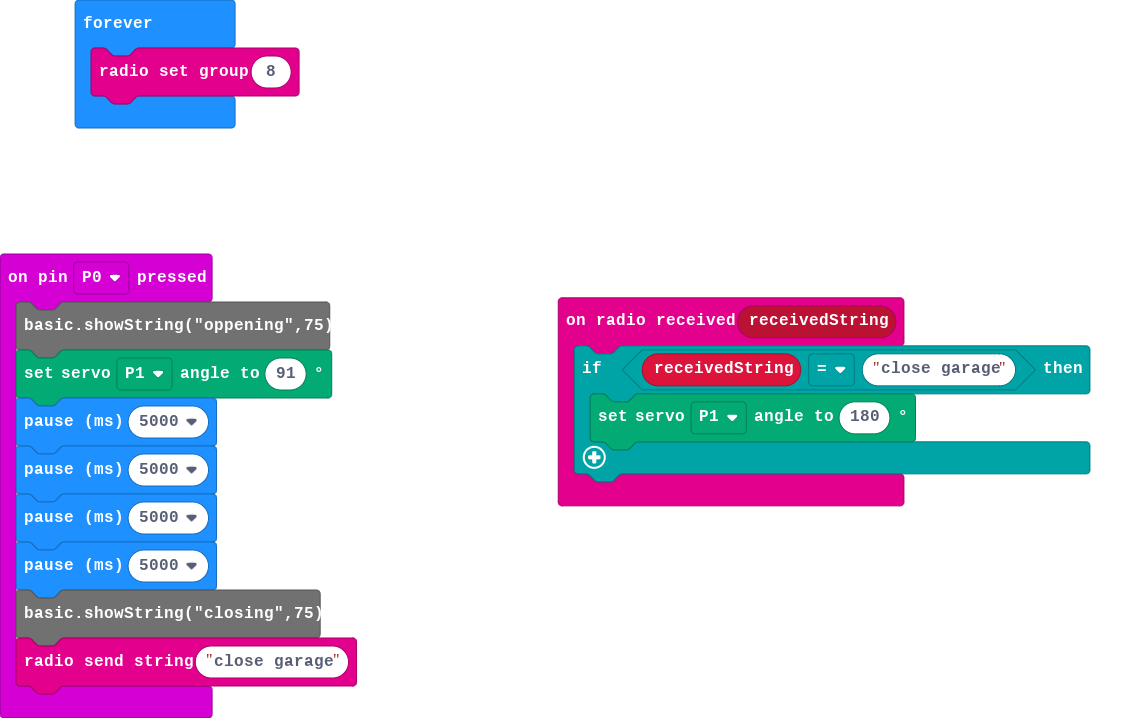 forever
radio set group 8
on pin P0 pressed
basic.showString("oppening",75)
set servo P1 angle to 91 °
pause (ms) 5000
pause (ms) 5000
pause (ms) 5000
pause (ms) 5000
basic.showString("closing",75)
radio send string "close garage"
on radio received receivedString
if receivedString = "close garage" then
set servo P1 angle to 180 °